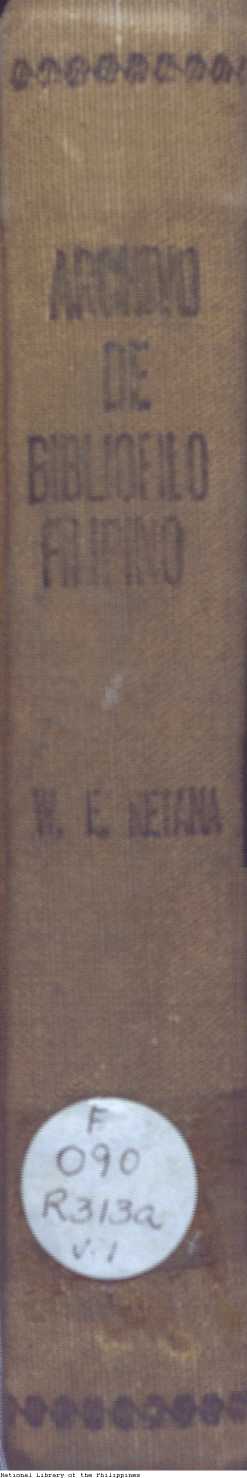 ARCHIVO
DE
BIBLIOFILO
FILIPINO
W. E. RETANA
F
090
R313a
v.1
National Library of the Philippines